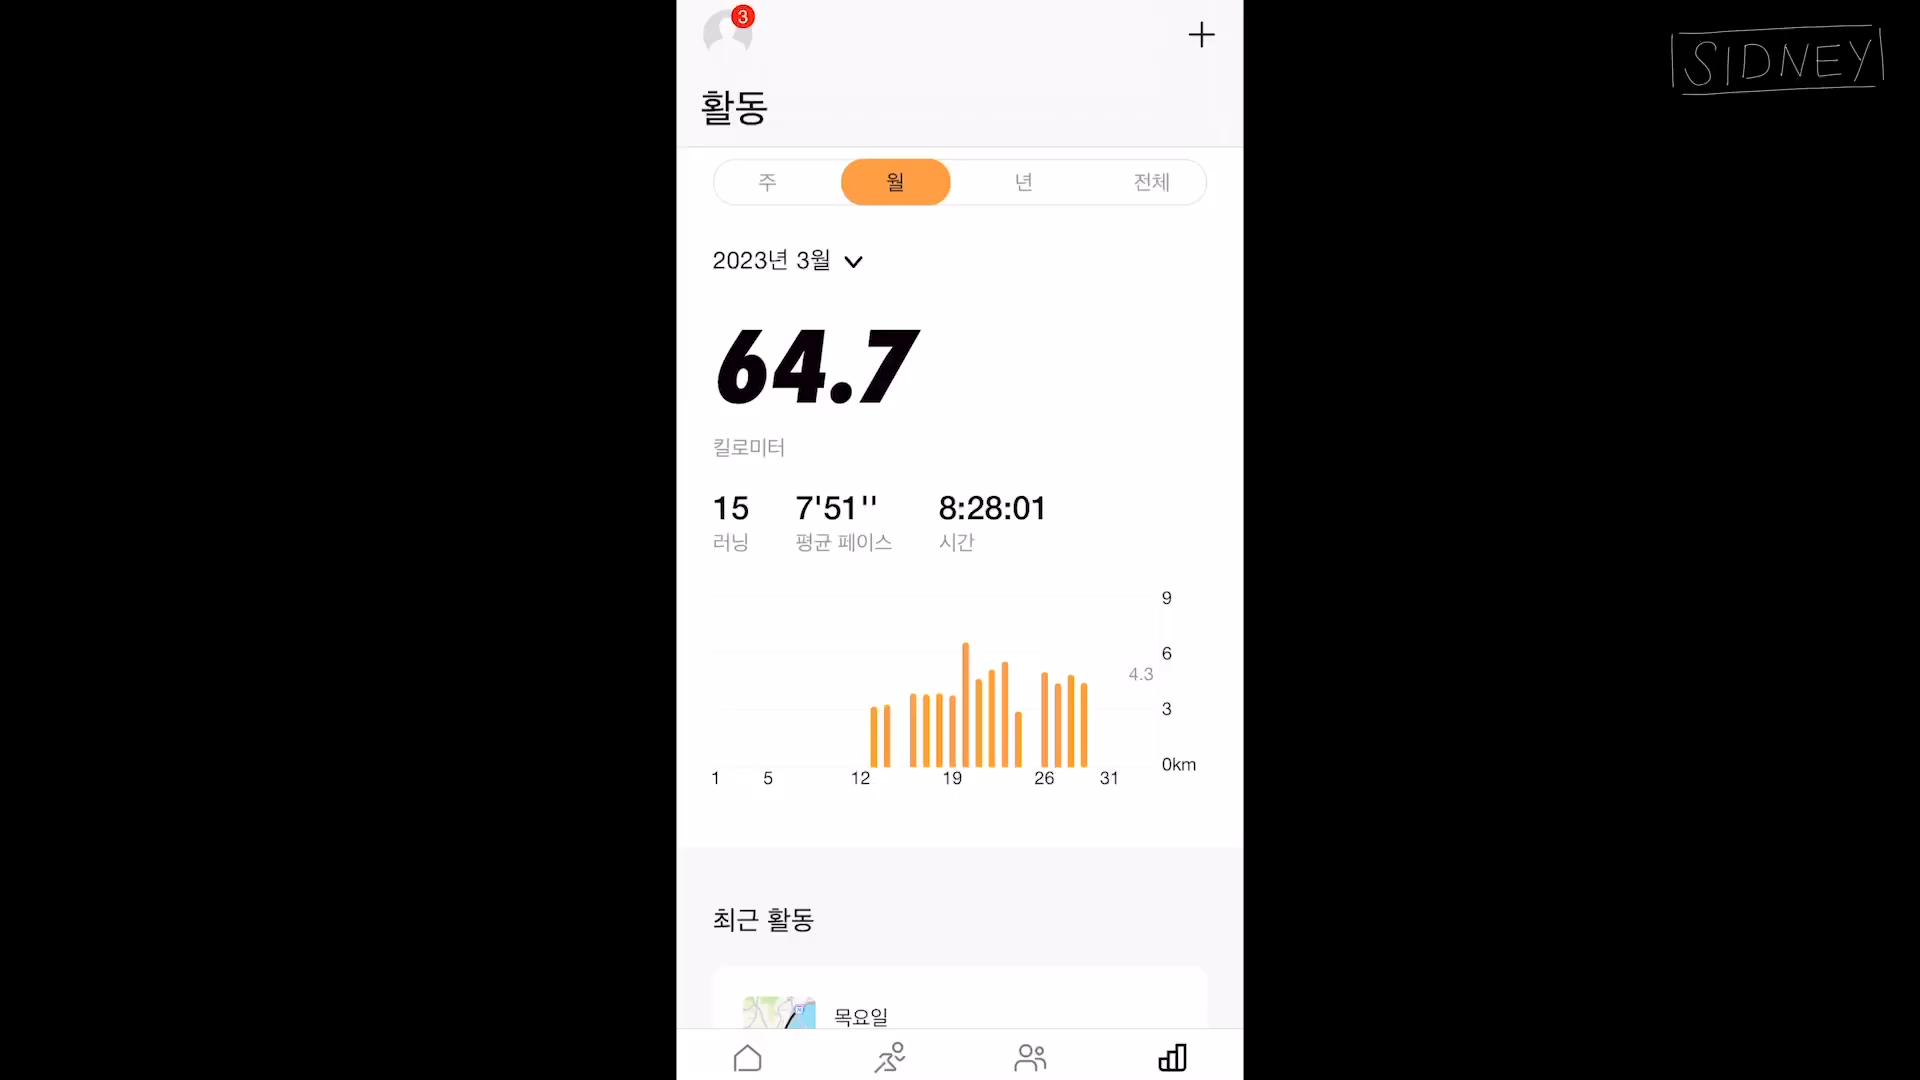 3
SIDNEY
활동
주 월 년 전체
2023년 3월
64.7
킬로미터
15 7'51'' 8:28:01
러닝 평균 페이스 시간
9
6
4.3
3
0km
1 5 12 19 26 31
최근 활동
목요일